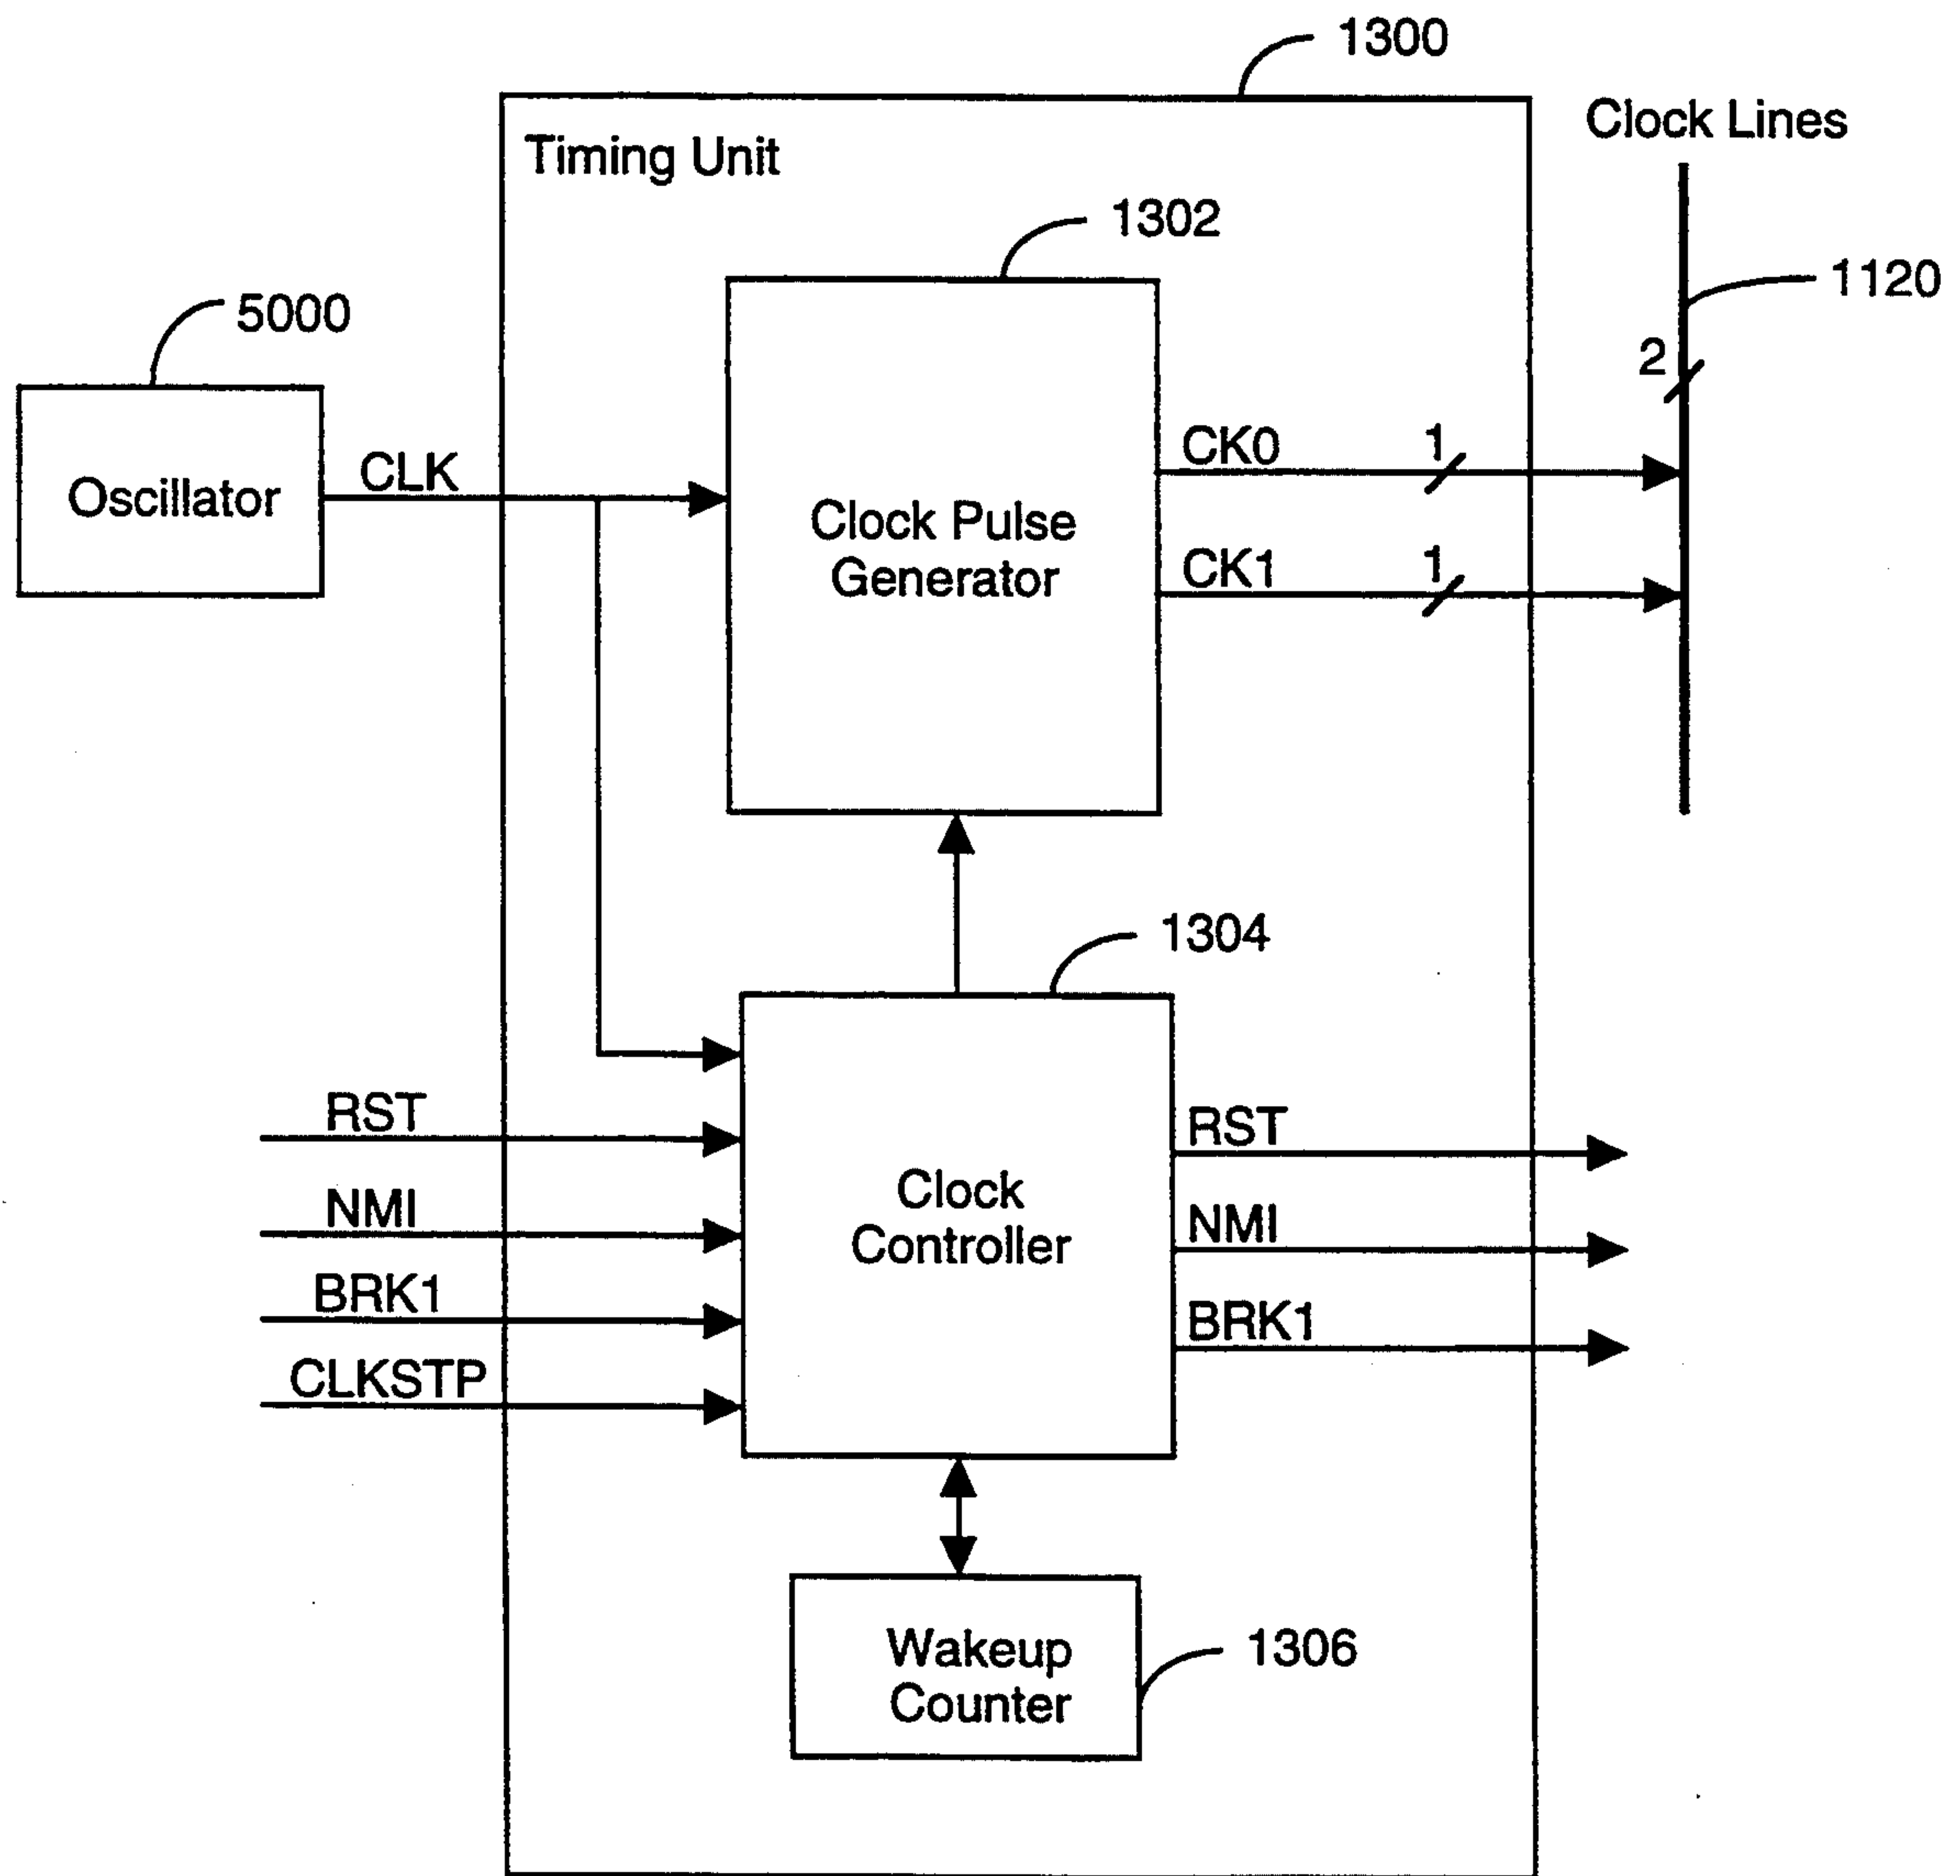 1300
Clock Lines
Timing Unit
1302
1120
5000
2
CK0 1
CLK
Oscillator
Clock Pulse
Generator
CK1 1
1304
RST
RST
NMI
NMI
Clock
Controller
BRK1
BRK1
CLKSTP
Wakeup
Counter
1306